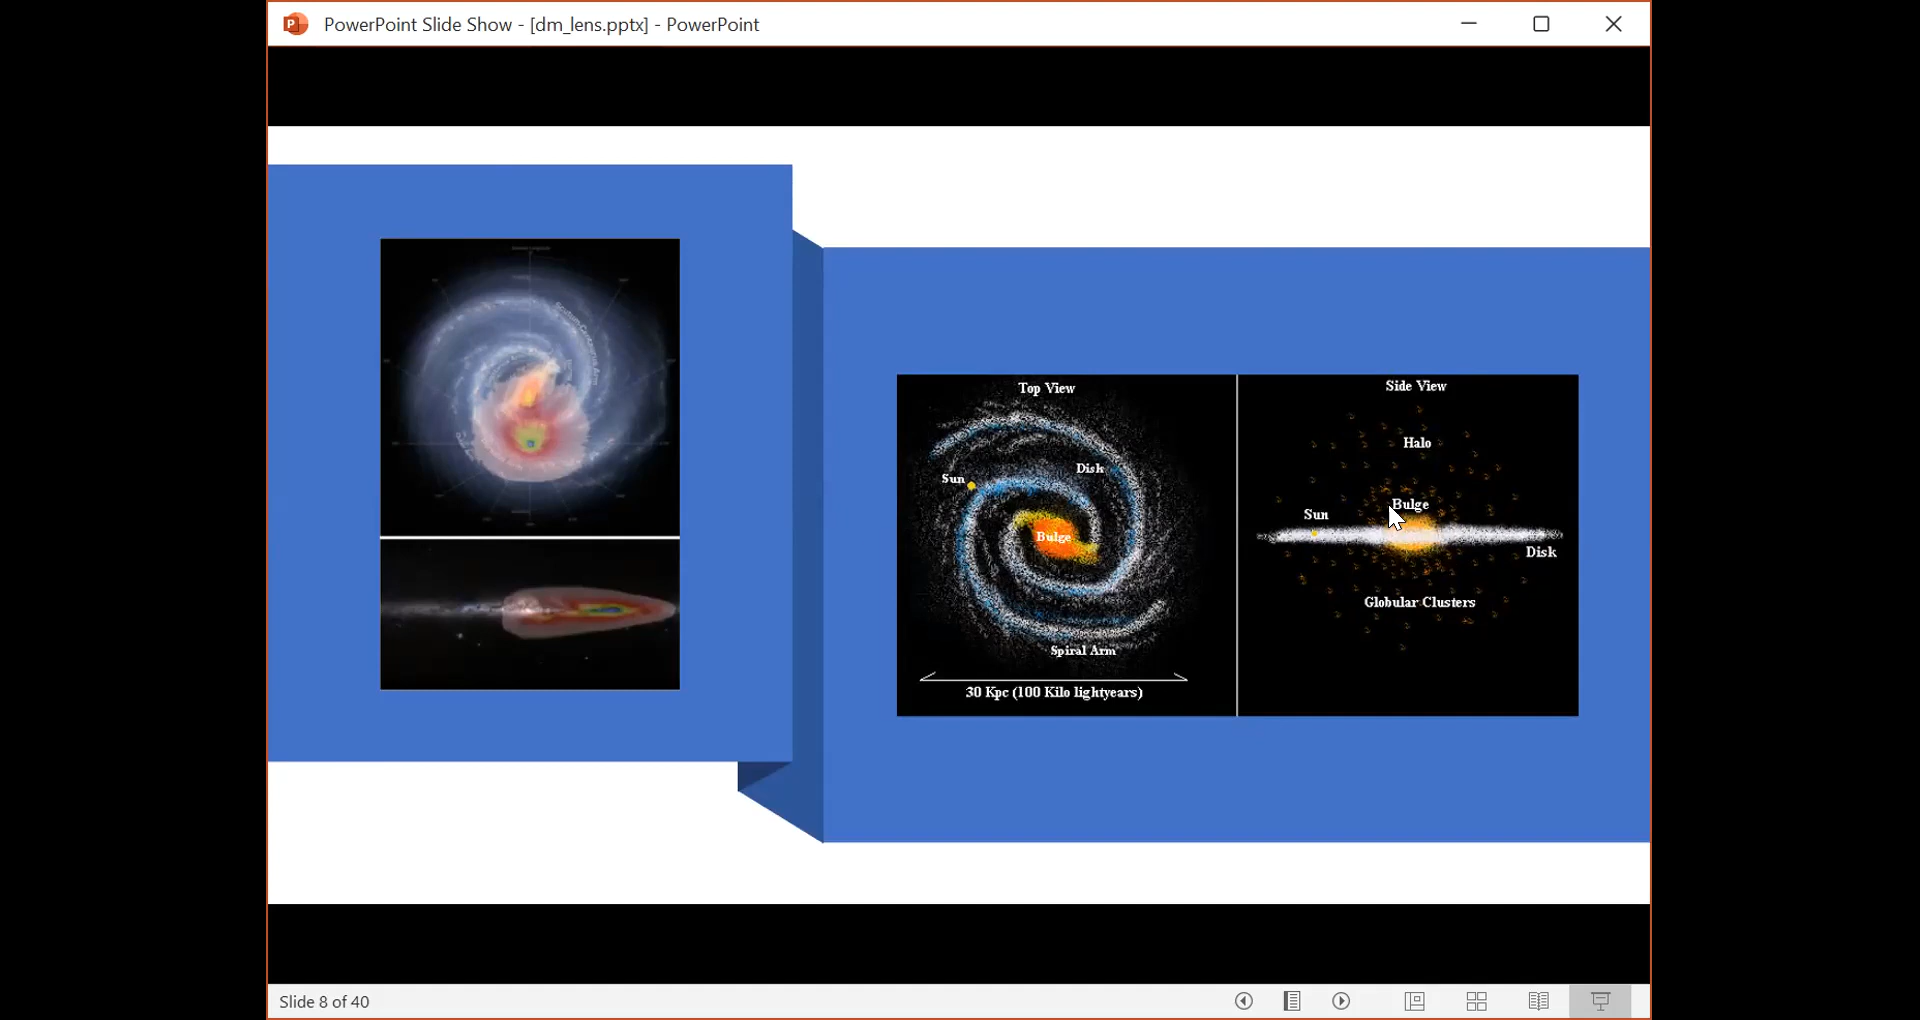 PowerPoint Slide Show - [dm_lens.pptx] - PowerPoint
Top View
Disk
Sun
Bulge
Spiral Arm
30 Kpc (100 Kilo lightyears)
Side View
Halo
Bulge
Sun
Disk
Globular Clusters
Slide 8 of 40